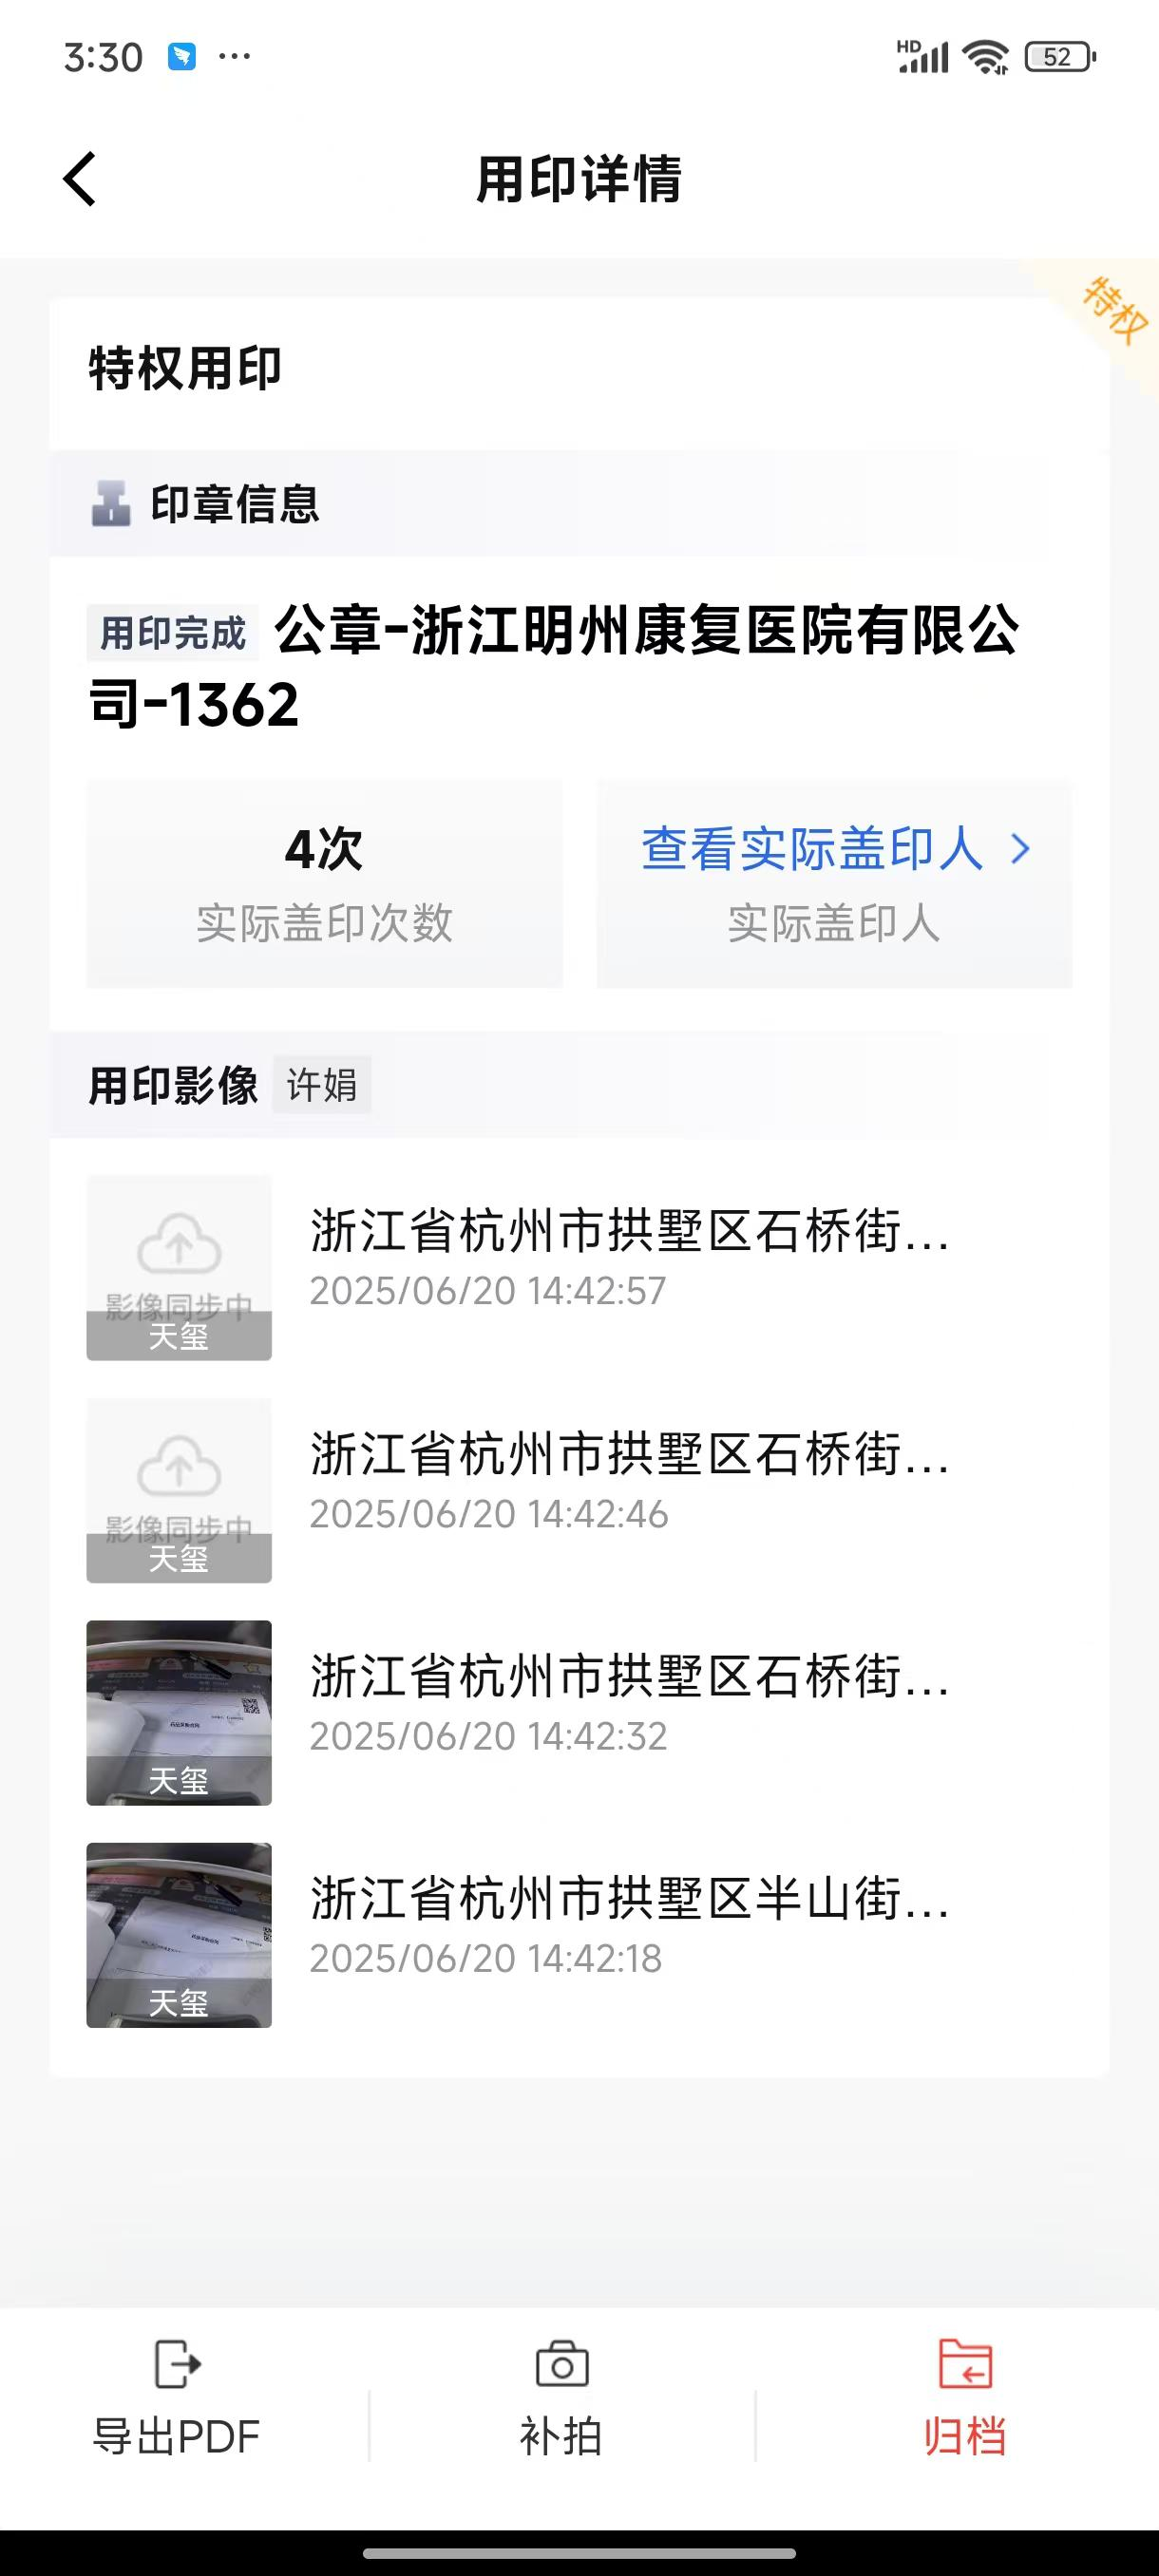 3:30 ...
HD 52
用印详情
特权
特权用印
印章信息
用印完成 公章-浙江明州康复医院有限公
司-1362
4次
实际盖印次数
查看实际盖印人
实际盖印人
用印影像 许娟
影像同步中
天玺
浙江省杭州市拱墅区石桥街...
2025/06/20 14:42:57
影像同步中
天玺
浙江省杭州市拱墅区石桥街...
2025/06/20 14:42:46
天玺
浙江省杭州市拱墅区石桥街...
2025/06/20 14:42:32
天玺
浙江省杭州市拱墅区半山街...
2025/06/20 14:42:18
导出PDF
补拍
归档